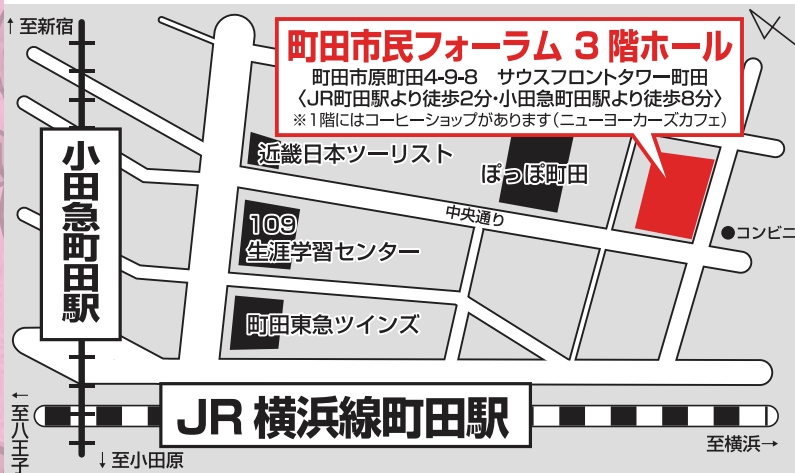 ↑至新宿
町田市民フォーラム 3階ホール
町田市原町田4-9-8 サウスフロントタワー町田
〈JR町田駅より徒歩2分・小田急町田駅より徒歩8分〉
※1階にはコーヒーショップがあります(ニューヨーカーズカフェ)
小田急町田駅
近畿日本ツーリスト
ぽっぽ町田
中央通り
109
生涯学習センター
●コンビニ
町田東急ツインズ
JR 横浜線町田駅
←至八王子
↓至小田原
至横浜→